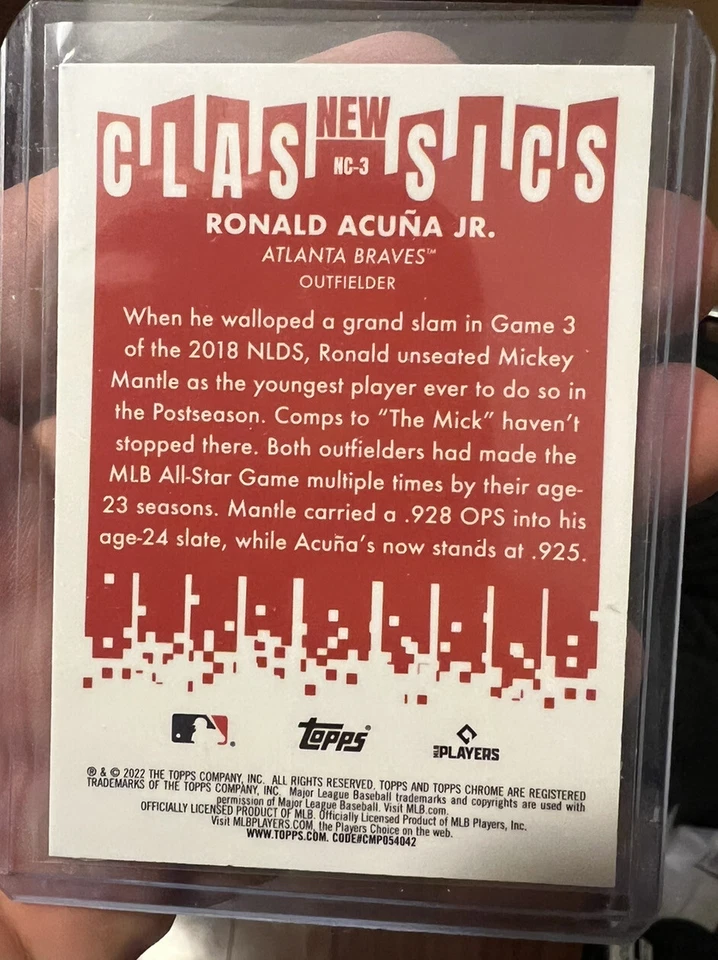 NEW
CLASSICS
NC-3
RONALD ACUÑA JR.
ATLANTA BRAVES™
OUTFIELDER
When he walloped a grand slam in Game 3
of the 2018 NLDS, Ronald unseated Mickey
Mantle as the youngest player ever to do so in
the Postseason. Comps to “The Mick” haven’t
stopped there. Both outfielders had made the
MLB All-Star Game multiple times by their age-
23 seasons. Mantle carried a .928 OPS into his
age-24 slate, while Acuña’s now stands at .925.
Topps®
MLB PLAYERS
® & © 2022 THE TOPPS COMPANY, INC. ALL RIGHTS RESERVED. TOPPS AND TOPPS CHROME ARE REGISTERED
TRADEMARKS OF THE TOPPS COMPANY, INC. Major League Baseball trademarks and copyrights are used with
permission of Major League Baseball. Visit MLB.com.
OFFICIALLY LICENSED PRODUCT OF MLB. Officially Licensed Product of MLB Players, Inc.
Visit MLBPLAYERS.COM, the Players Choice on the web.
WWW.TOPPS.COM. CODE#CMP054042